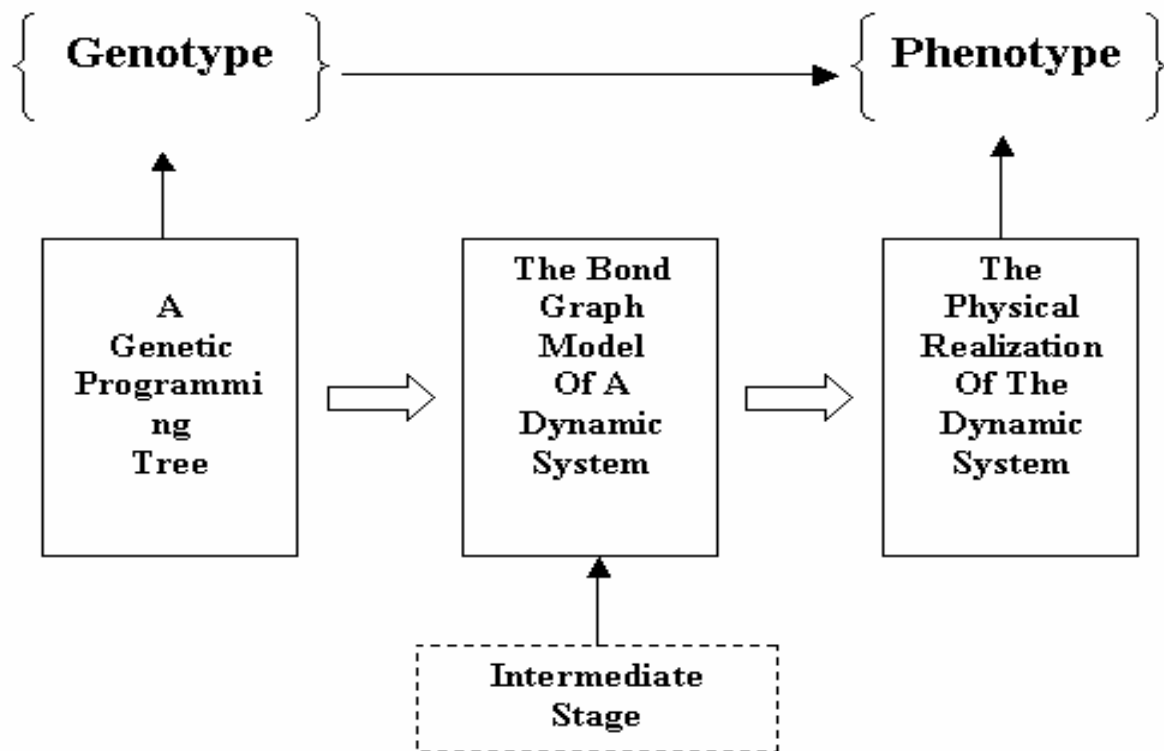 Genotype
Phenotype
A
Genetic
Programmi
ng
Tree
The Bond
Graph
Model
Of A
Dynamic
System
The
Physical
Realization
Of The
Dynamic
System
Intermediate
Stage